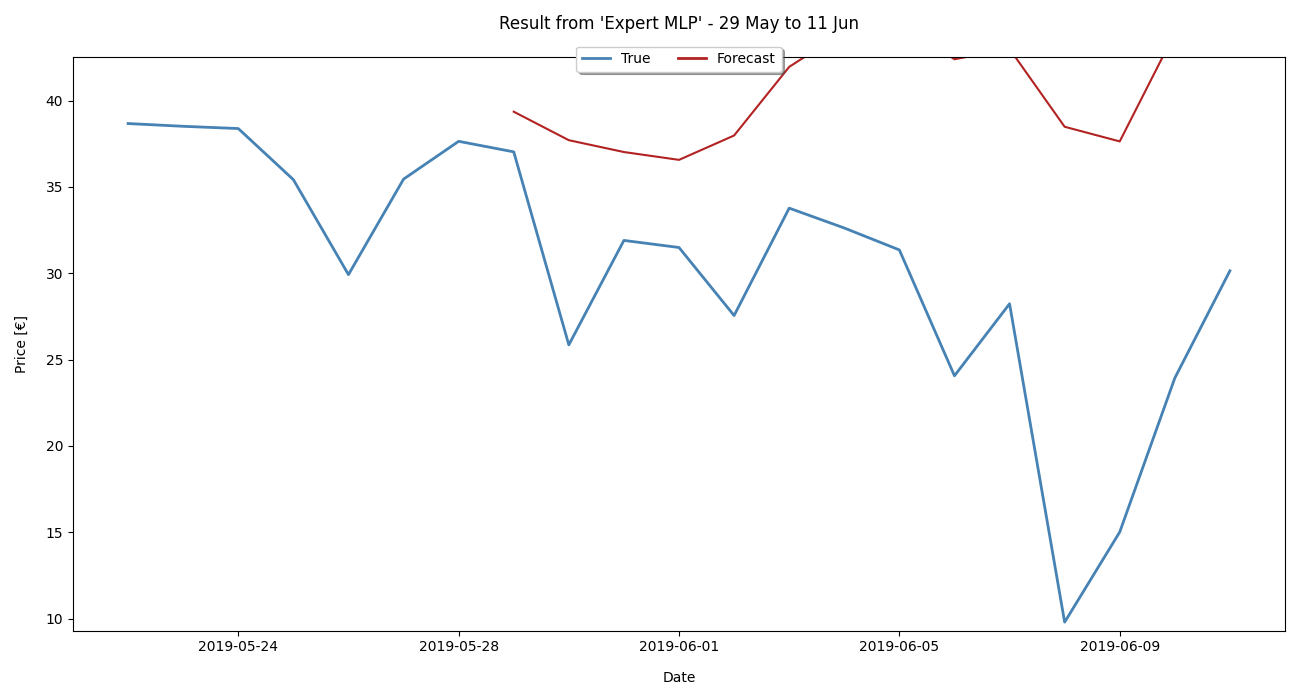 Result from 'Expert MLP' - 29 May to 11 Jun
True Forecast
40
35
30
25
20
15
10
Price [€]
2019-05-24 2019-05-28 2019-06-01 2019-06-05 2019-06-09
Date